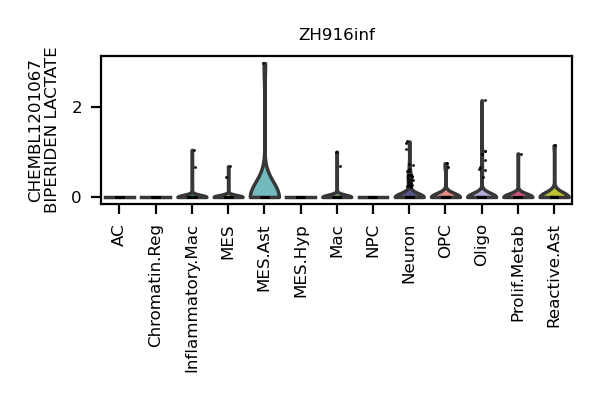 ZH916inf
CHEMBL1201067
BIPERIDEN LACTATE
2
0
AC
Chromatin.Reg
Inflammatory.Mac
MES
MES.Ast
MES.Hyp
Mac
NPC
Neuron
OPC
Oligo
Prolif.Metab
Reactive.Ast